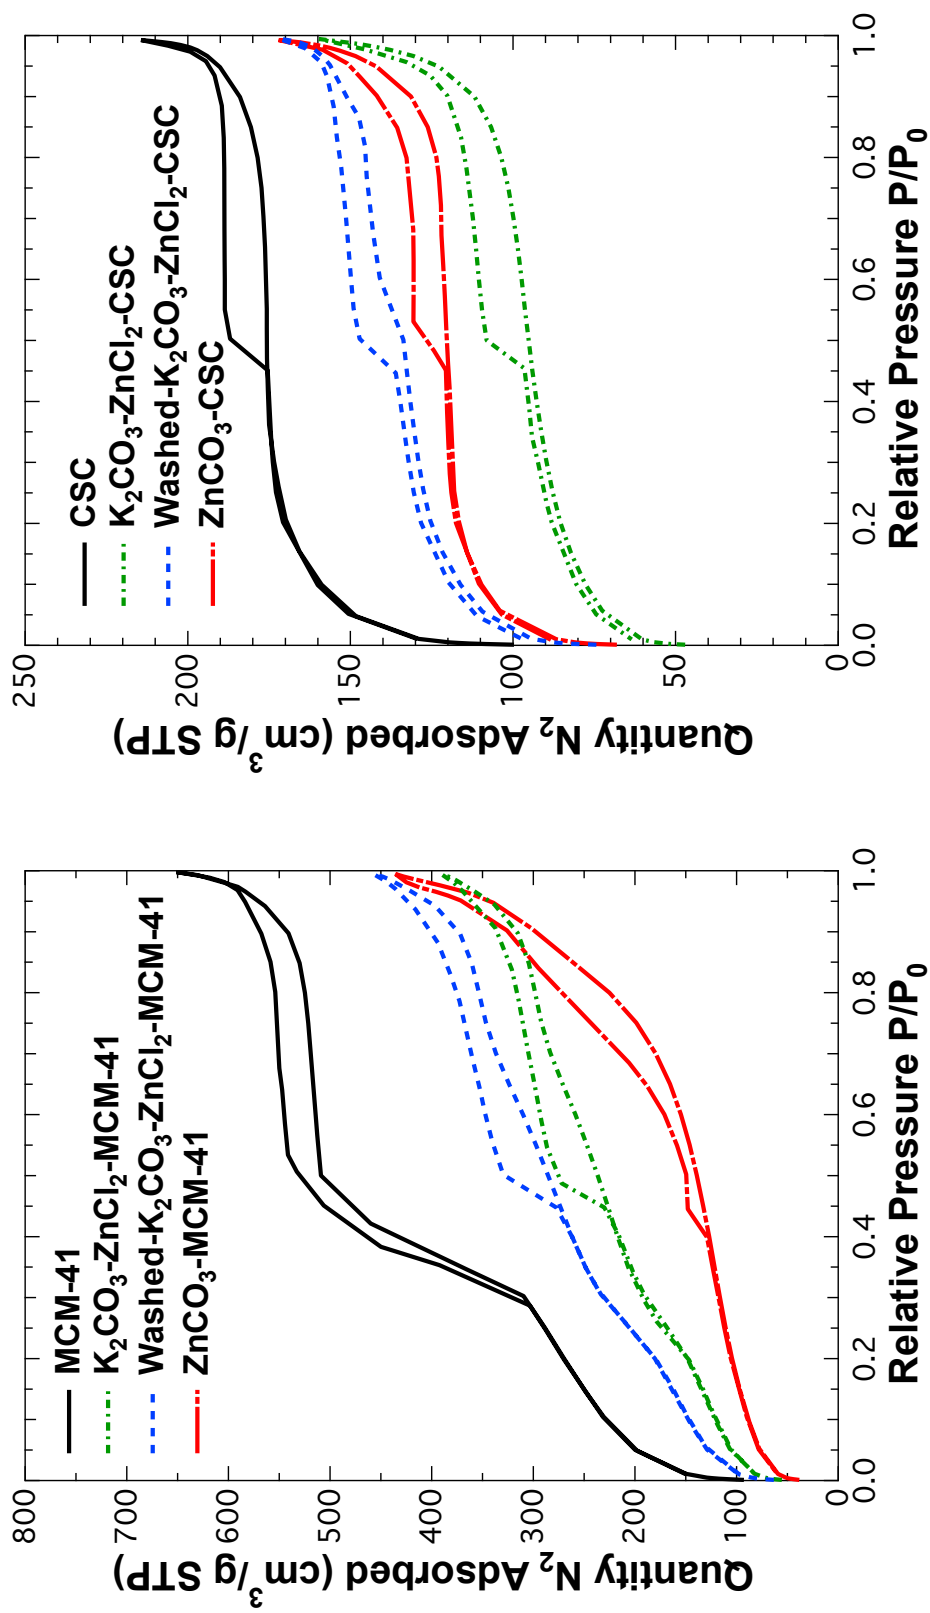 Quantity N₂ Adsorbed (cm³/g STP)
800
700
600
500
400
300
200
100
0
MCM-41
K₂CO₃-ZnCl₂-MCM-41
Washed-K₂CO₃-ZnCl₂-MCM-41
ZnCO₃-MCM-41
0.0 0.2 0.4 0.6 0.8 1.0
Relative Pressure P/P₀
Quantity N₂ Adsorbed (cm³/g STP)
250
200
150
100
50
0
CSC
K₂CO₃-ZnCl₂-CSC
Washed-K₂CO₃-ZnCl₂-CSC
ZnCO₃-CSC
0.0 0.2 0.4 0.6 0.8 1.0
Relative Pressure P/P₀